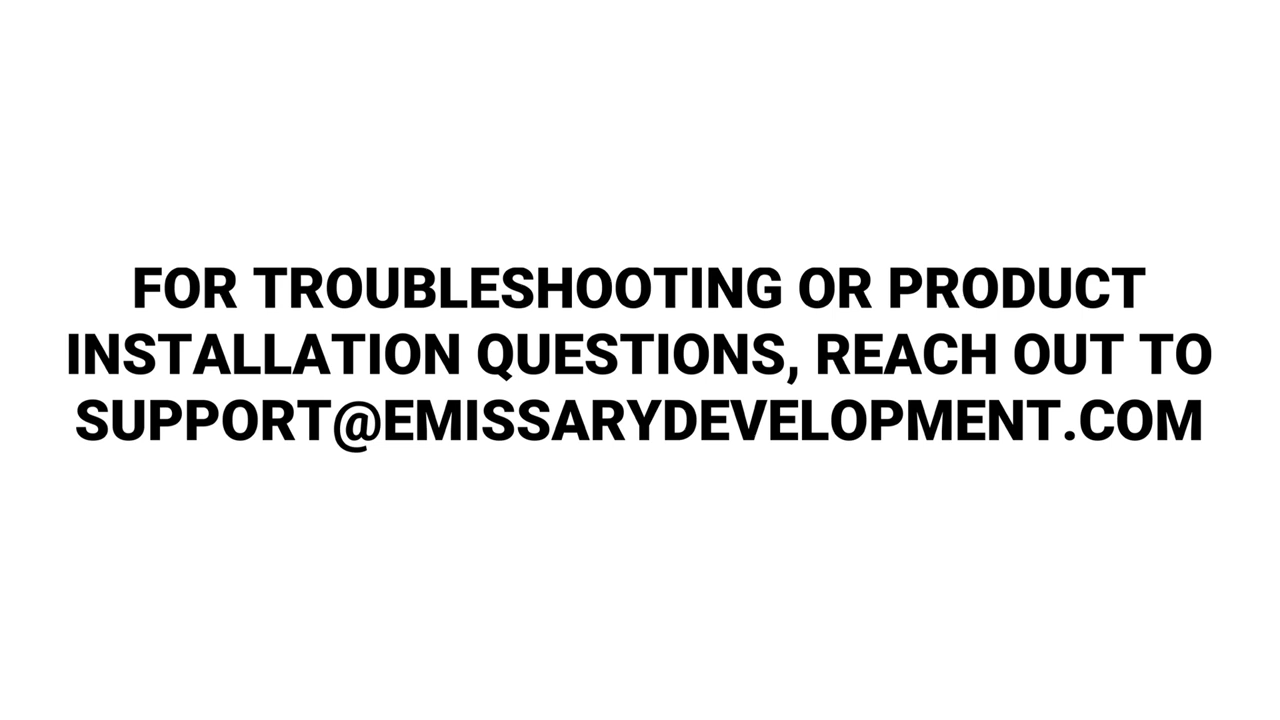 FOR TROUBLESHOOTING OR PRODUCT
INSTALLATION QUESTIONS, REACH OUT TO
SUPPORT@EMISSARYDEVELOPMENT.COM